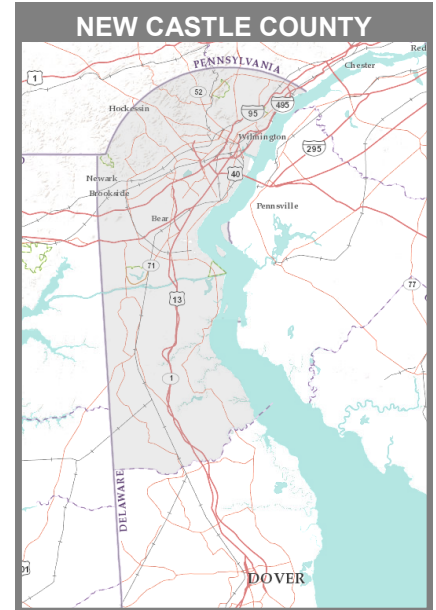 NEW CASTLE COUNTY
Red
PENNSYLVANIA
Chester
1
52
495
Hockessin
95
Wilmington
295
40
Newark
Brookside
Pennsville
Bear
71
77
13
1
DELAWARE
DOVER